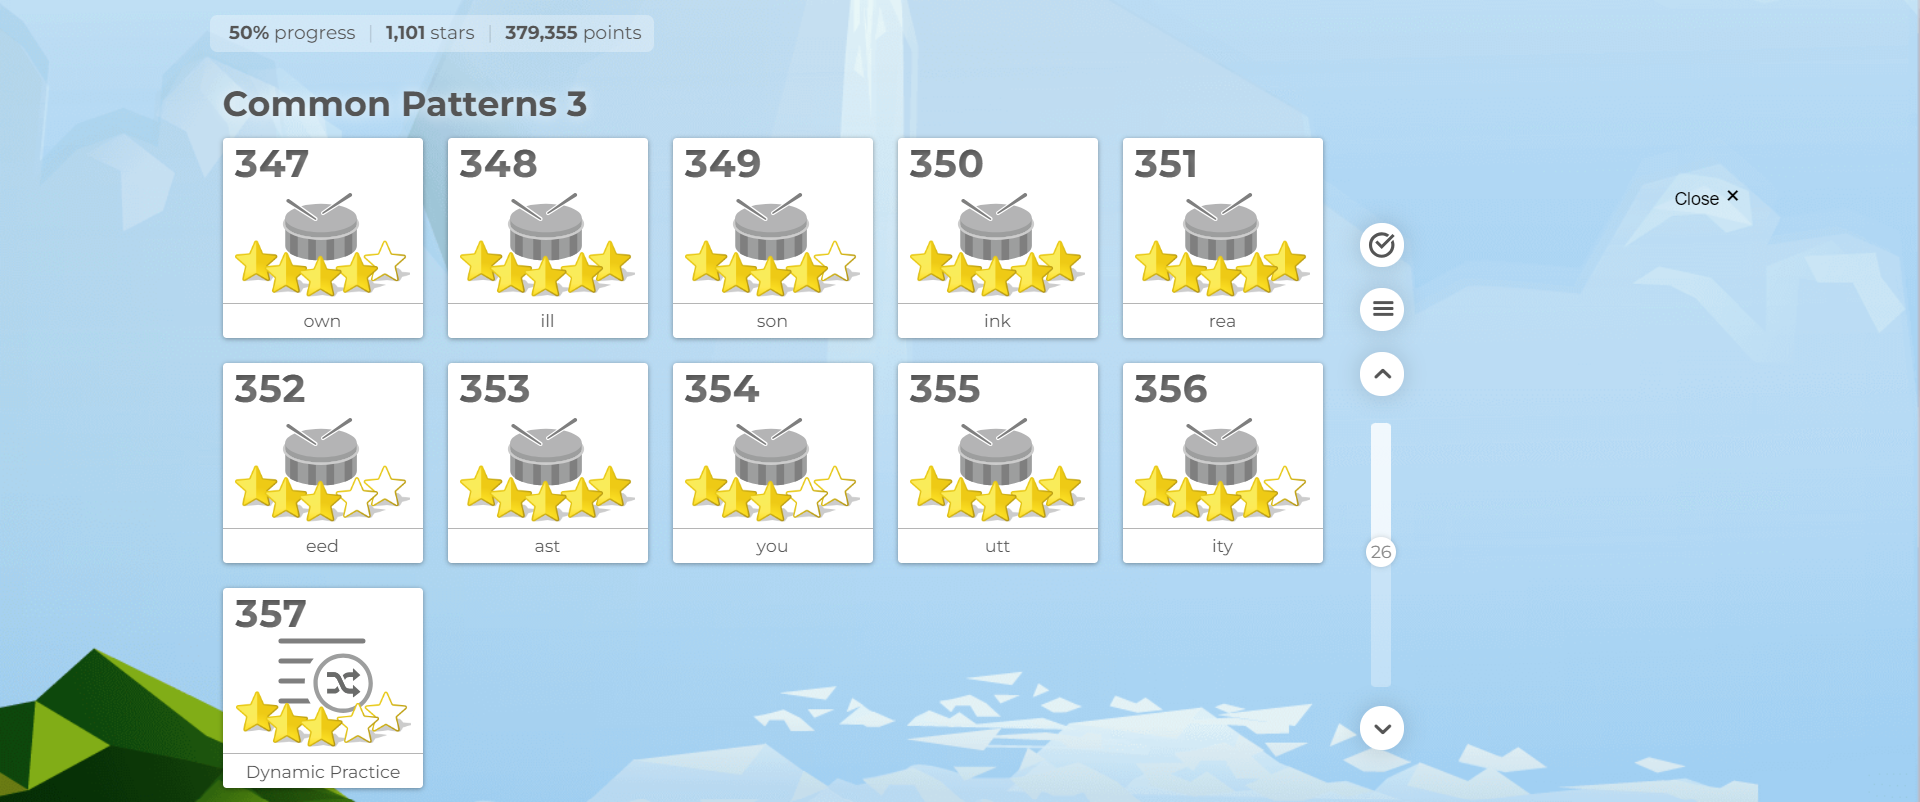 50% progress | 1,101 stars | 379,355 points
Common Patterns 3
347
own
348
ill
349
son
350
ink
351
rea
Close ×
352
eed
353
ast
354
you
355
utt
356
ity
26
357
Dynamic Practice